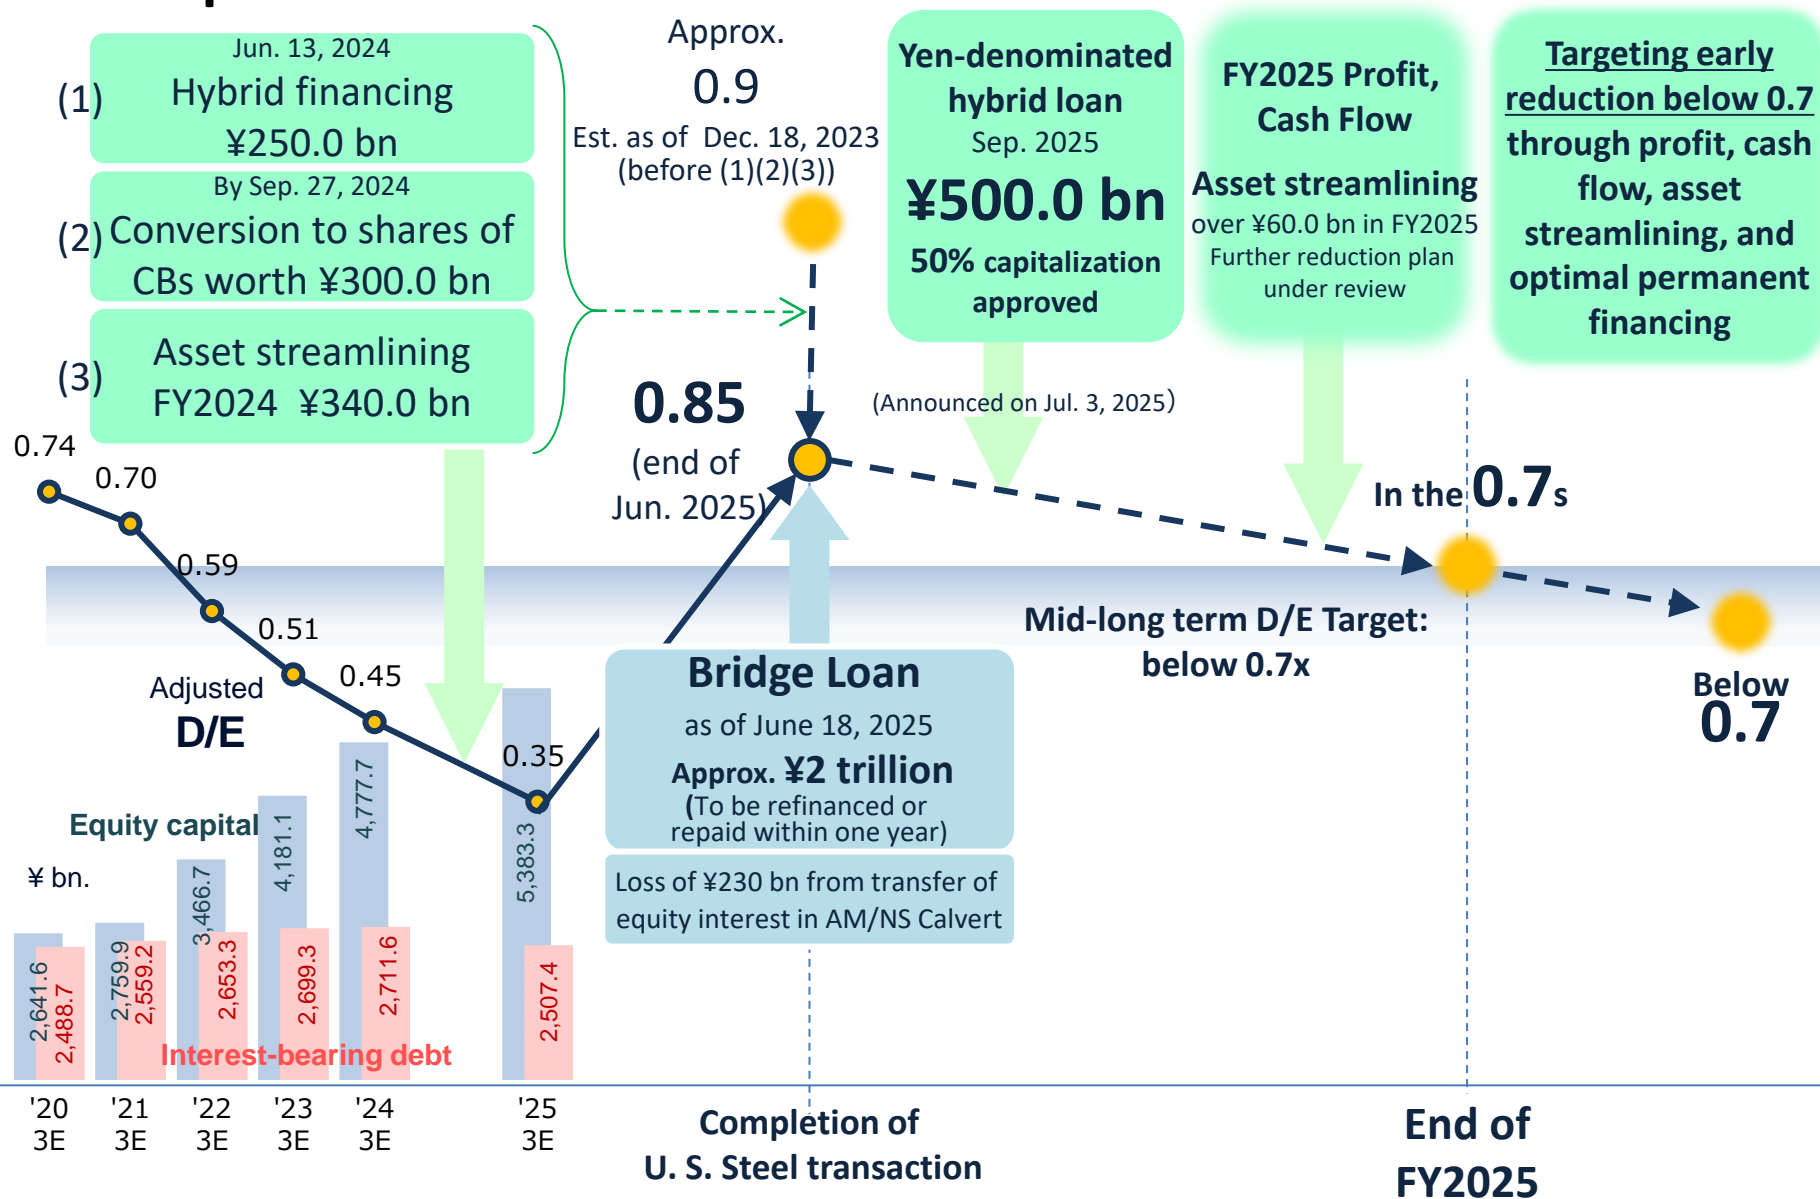 Jun. 13, 2024
(1) Hybrid financing
¥250.0 bn
By Sep. 27, 2024
(2) Conversion to shares of
CBs worth ¥300.0 bn
(3) Asset streamlining
FY2024 ¥340.0 bn
Approx.
0.9
Est. as of Dec. 18, 2023
(before (1)(2)(3))
Yen-denominated
hybrid loan
Sep. 2025
¥500.0 bn
50% capitalization
approved
FY2025 Profit,
Cash Flow
Asset streamlining
over ¥60.0 bn in FY2025
Further reduction plan
under review
Targeting early
reduction below 0.7
through profit, cash
flow, asset
streamlining, and
optimal permanent
financing
0.85
(end of
Jun. 2025)
(Announced on Jul. 3, 2025)
In the 0.7s
0.74
0.70
0.59
0.51
0.45
0.35
Adjusted
D/E
Mid-long term D/E Target:
below 0.7x
Below
0.7
Bridge Loan
as of June 18, 2025
Approx. ¥2 trillion
(To be refinanced or
repaid within one year)
Loss of ¥230 bn from transfer of
equity interest in AM/NS Calvert
Equity capital
¥ bn.
2,641.6
2,488.7
2,759.9
2,559.2
3,466.7
2,653.3
4,181.1
2,699.3
4,777.7
2,711.6
5,383.3
2,507.4
Interest-bearing debt
'20
3E
'21
3E
'22
3E
'23
3E
'24
3E
'25
3E
Completion of
U. S. Steel transaction
End of
FY2025